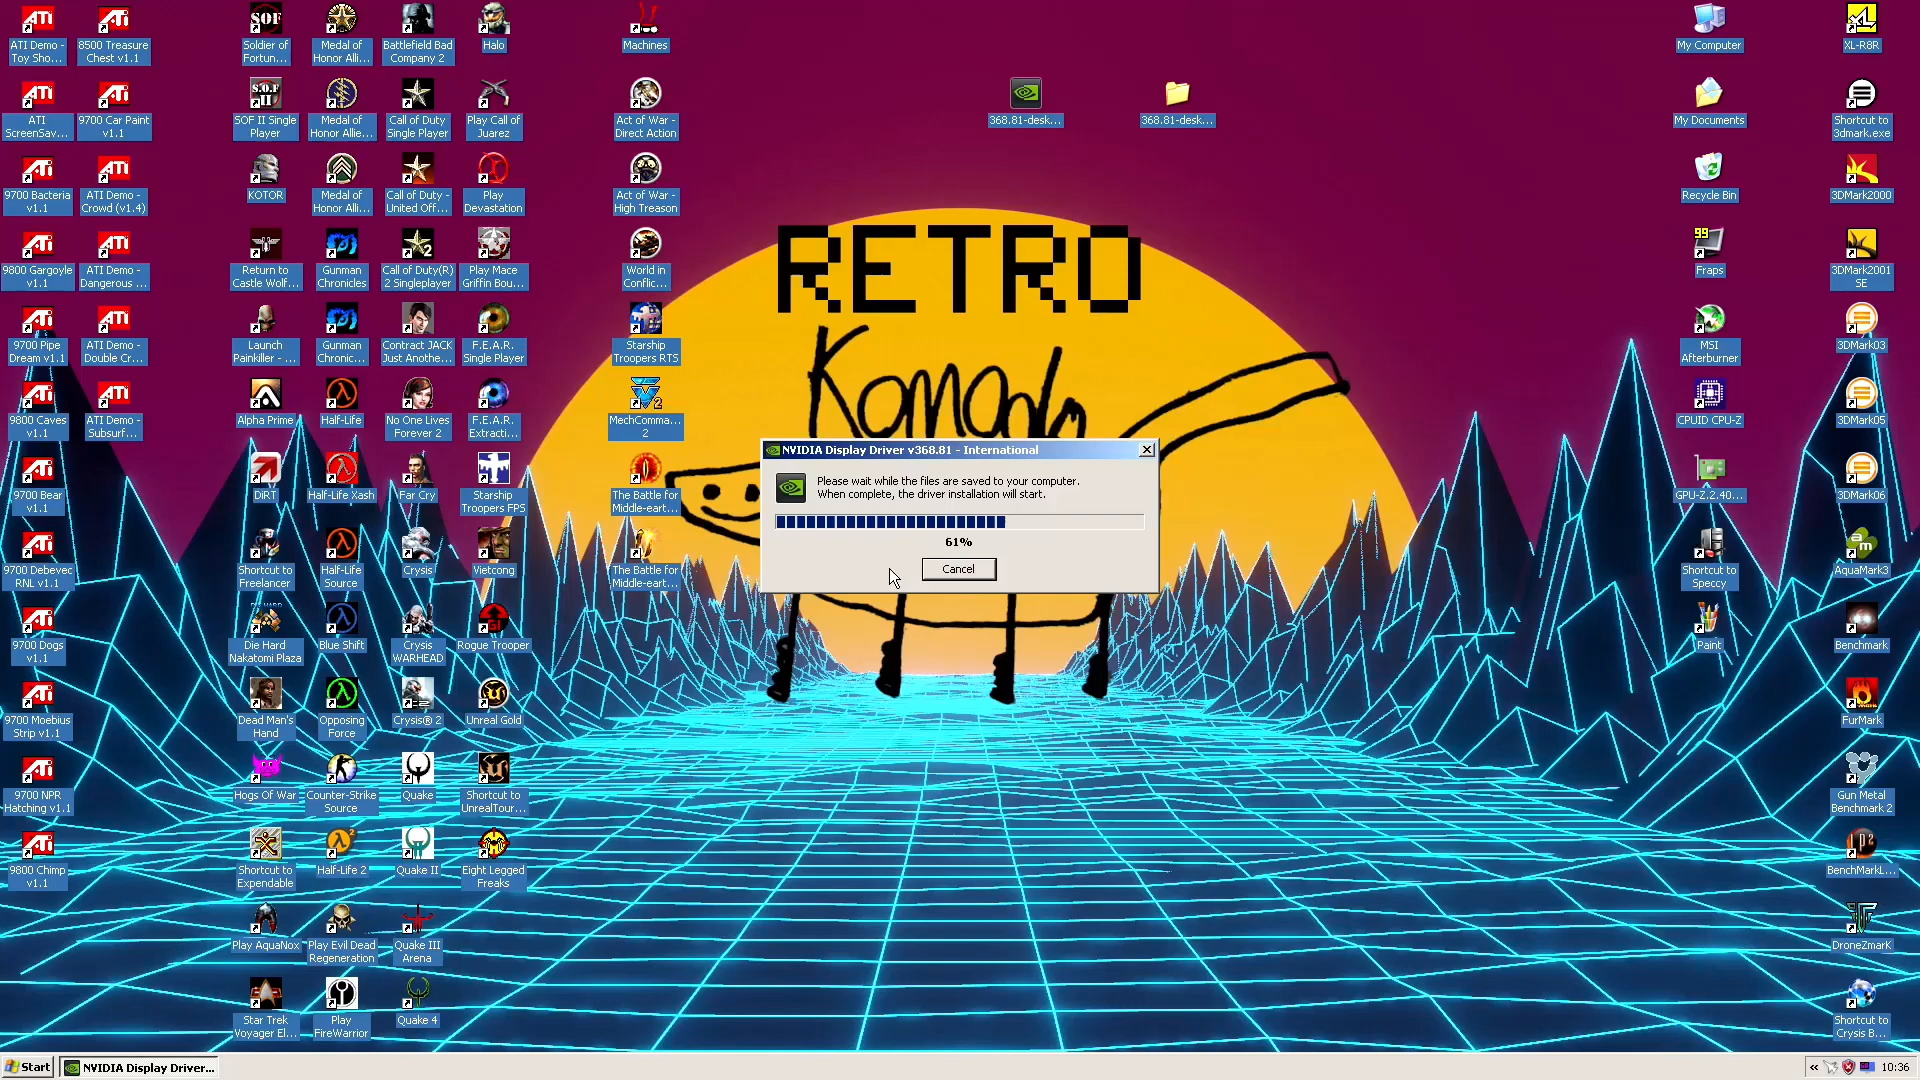 ATI Demo -
Toy Sho...
8500 Treasure
Chest v1.1
Soldier of
Fortun...
Medal of
Honor Alli...
Battlefield Bad
Company 2
Halo
Machines
My Computer
XL-R8R
ATI
ScreenSav...
9700 Car Paint
v1.1
SOF II Single
Player
Medal of
Honor Allie...
Call of Duty
Single Player
Play Call of
Juarez
Act of War -
Direct Action
368.81-desk...
368.81-desk...
My Documents
Shortcut to
3dmark.exe
9700 Bacteria
v1.1
ATI Demo -
Crowd (v1.4)
KOTOR
Medal of
Honor Alli...
Call of Duty -
United Off...
Play
Devastation
Act of War -
High Treason
Recycle Bin
3DMark2000
9800 Gargoyle
v1.1
ATI Demo -
Dangerous ...
Return to
Castle Wolf...
Gunman
Chronicles
Call of Duty(R)
2 Singleplayer
Play Mace
Griffin Bou...
World in
Conflic...
RETRO
99
Fraps
3DMark2001
SE
9700 Pipe
Dream v1.1
ATI Demo -
Double Cr...
Launch
Painkiller - ...
Gunman
Chronic...
Contract JACK
Just Anothe...
F.E.A.R.
Single Player
Starship
Troopers RTS
Komodo
MSI
Afterburner
3DMark03
9800 Caves
v1.1
ATI Demo -
Subsurf...
Alpha Prime
Half-Life
No One Lives
Forever 2
F.E.A.R.
Extracti...
MechComma...
2
CPUID CPU-Z
3DMark05
NVIDIA Display Driver v368.81 - International
Please wait while the files are saved to your computer.
When complete, the driver installation will start.
61%
Cancel
9700 Bear
v1.1
DiRT
Half-Life Xash
Far Cry
Starship
Troopers FPS
The Battle for
Middle-eart...
GPU-Z.2.40...
3DMark06
9700 Debevec
RNL v1.1
Shortcut to
Freelancer
Half-Life
Source
Crysis
Vietcong
The Battle for
Middle-eart...
Shortcut to
Speccy
AquaMark3
9700 Dogs
v1.1
Die Hard
Nakatomi Plaza
Blue Shift
Crysis
WARHEAD
Rogue Trooper
Paint
Benchmark
9700 Moebius
Strip v1.1
Dead Man's
Hand
Opposing
Force
Crysis® 2
Unreal Gold
FurMark
9700 NPR
Hatching v1.1
Hogs Of War
Counter-Strike
Source
Quake
Shortcut to
UnrealTour...
Gun Metal
Benchmark 2
9800 Chimp
v1.1
Shortcut to
Expendable
Half-Life 2
Quake II
Eight Legged
Freaks
BenchMarkL...
Play AquaNox
Play Evil Dead
Regeneration
Quake III
Arena
DroneZmarK
Star Trek
Voyager El...
Play
FireWarrior
Quake 4
Shortcut to
Crysis B...
Start
NVIDIA Display Driver...
10:36